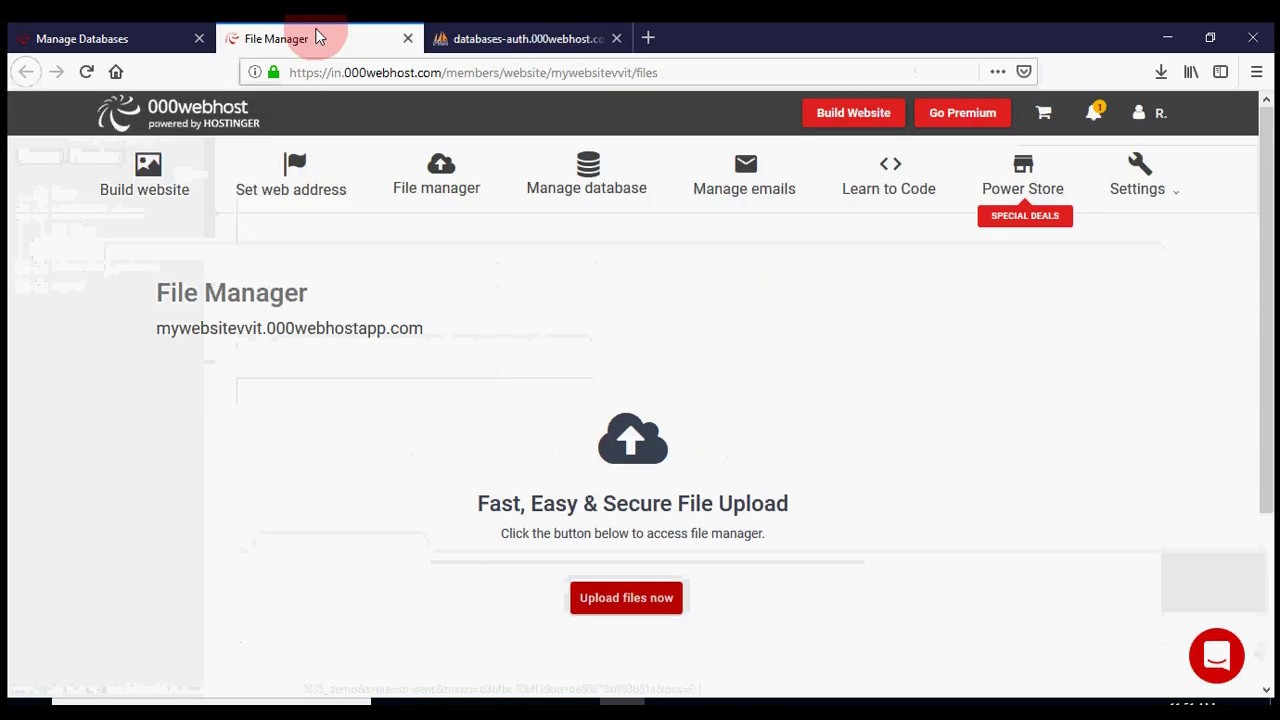 Manage Databases
File Manager
databases-auth.000webhost.co
https://in.000webhost.com/members/website/mywebsitevvit/files
000webhost
powered by HOSTINGER
Build Website
Go Premium
1
R.
Build website
Set web address
File manager
Manage database
Manage emails
Learn to Code
Power Store
Settings
SPECIAL DEALS
File Manager
mywebsitevvit.000webhostapp.com
Fast, Easy & Secure File Upload
Click the button below to access file manager.
Upload files now